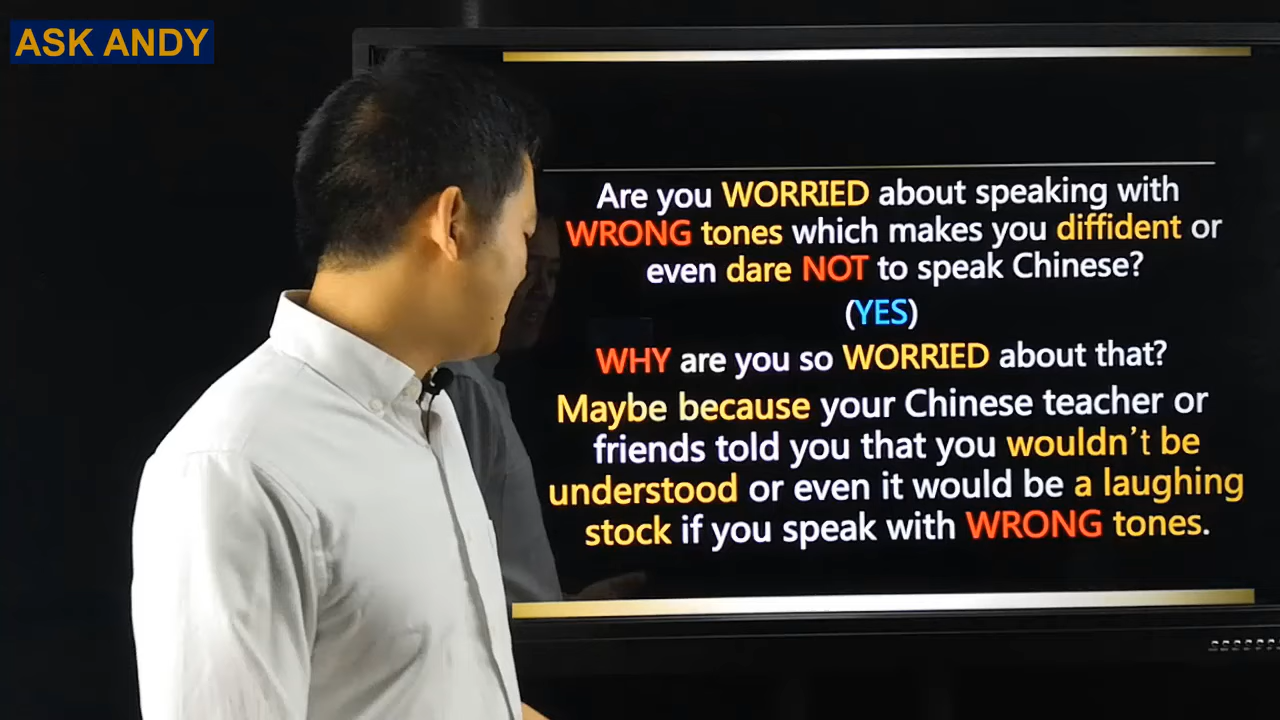 ASK ANDY
Are you WORRIED about speaking with
WRONG tones which makes you diffident or
even dare NOT to speak Chinese?
(YES)
WHY are you so WORRIED about that?
Maybe because your Chinese teacher or
friends told you that you wouldn't be
understood or even it would be a laughing
stock if you speak with WRONG tones.